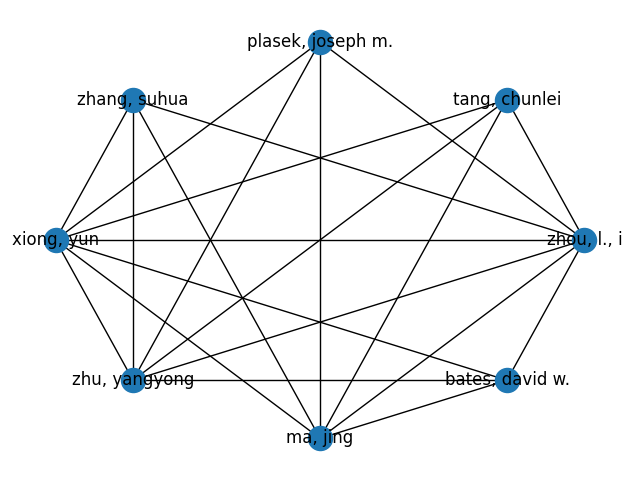 plasek, joseph m.
zhang, suhua
tang, chunlei
xiong, yun
zhou, l., i
zhu, yangyong
bates, david w.
ma, jing